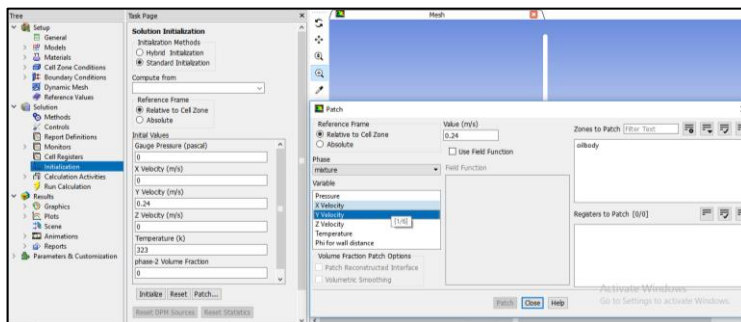 Tree
Setup
General
Models
Materials
Cell Zone Conditions
Boundary Conditions
Dynamic Mesh
Reference Values
Solution
Methods
Controls
Report Definitions
Monitors
Cell Registers
Initialization
Calculation Activities
Run Calculation
Results
Graphics
Plots
Scene
Animations
Reports
Parameters & Customization
Task Page
Solution Initialization
Initialization Methods
Hybrid Initialization
Standard Initialization
Compute from
Reference Frame
Relative to Cell Zone
Absolute
Initial Values
Gauge Pressure (pascal)
0
X Velocity (m/s)
0
Y Velocity (m/s)
0.24
Z Velocity (m/s)
0
Temperature (k)
323
phase-2 Volume Fraction
0
Initialize Reset Patch...
Reset DPM Sources Reset Statistics
Mesh
Patch
Reference Frame
Relative to Cell Zone
Absolute
Phase
mixture
Variable
Pressure
X Velocity
Y Velocity
Z Velocity
Temperature
Phi for wall distance
[1/6]
Volume Fraction Patch Options
Patch Reconstructed Interface
Volumetric Smoothing
Value (m/s)
0.24
Use Field Function
Field Function
Zones to Patch Filter Text
oilbody
Registers to Patch [0/0]
Patch Close Help
Activate Windows
Go to Settings to activate Windows.